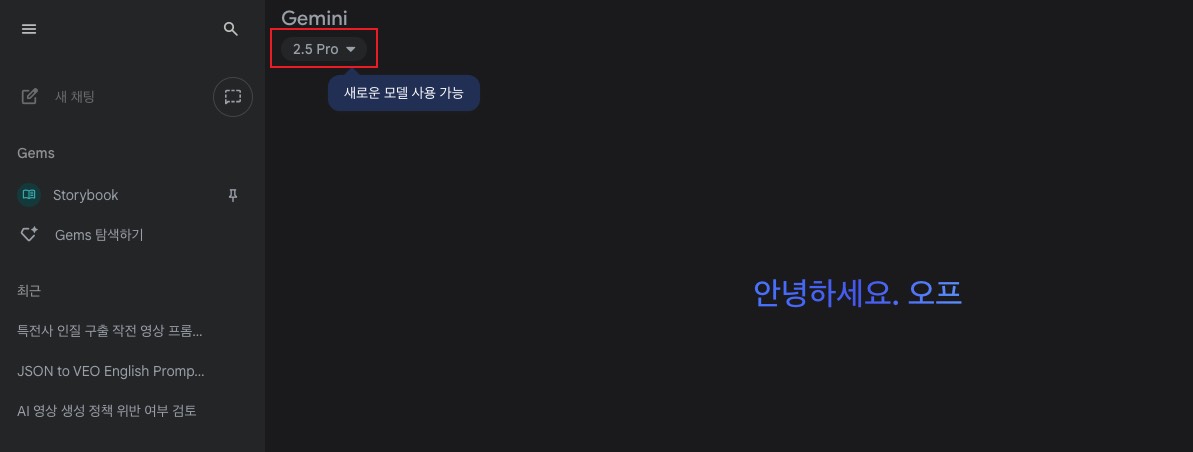 Gemini
2.5 Pro
새로운 모델 사용 가능
새 채팅
Gems
Storybook
Gems 탐색하기
최근
특전사 인질 구출 작전 영상 프롬...
JSON to VEO English Promp...
AI 영상 생성 정책 위반 여부 검토
안녕하세요. 오프